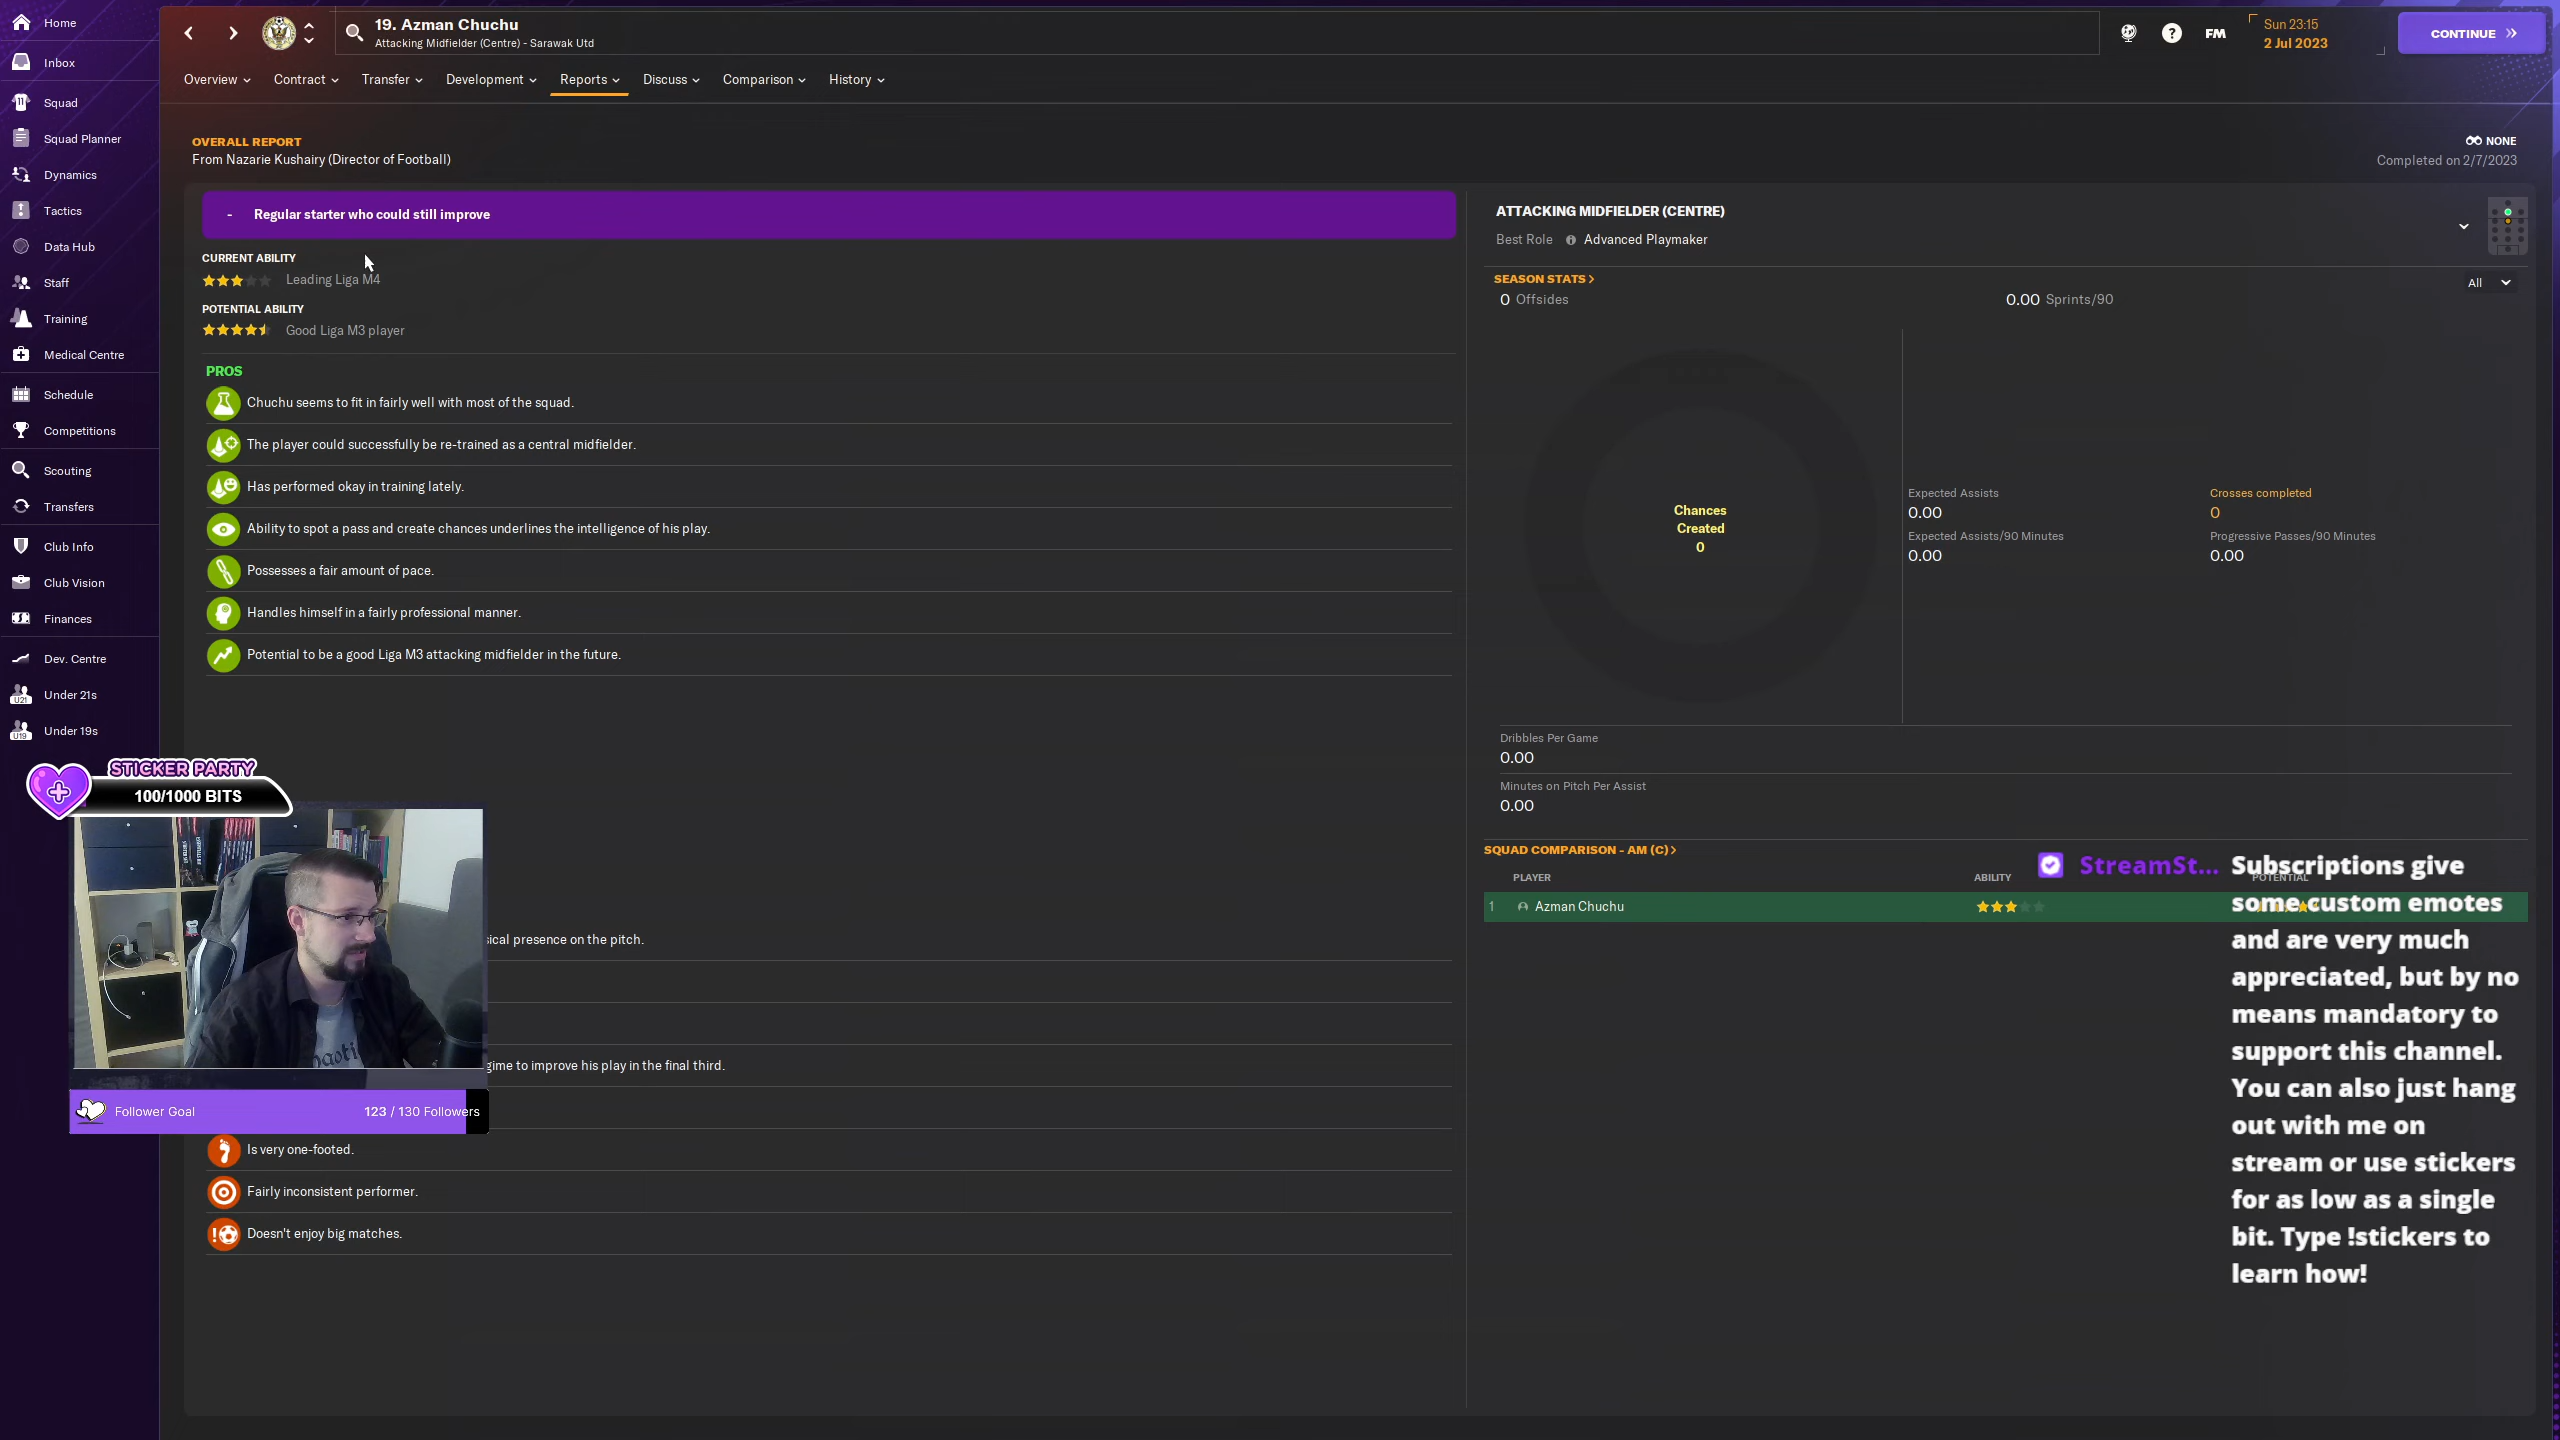 Home
Inbox
Squad
Squad Planner
Dynamics
Tactics
Data Hub
Staff
Training
Medical Centre
Schedule
Competitions
Scouting
Transfers
Club Info
Club Vision
Finances
Dev. Centre
Under 21s
Under 19s
19. Azman Chuchu
Attacking Midfielder (Centre) - Sarawak Utd
FM
Sun 23:15
2 Jul 2023
CONTINUE
Overview Contract Transfer Development Reports Discuss Comparison History
OVERALL REPORT
From Nazarie Kushairy (Director of Football)
NONE
Completed on 2/7/2023
- Regular starter who could still improve
CURRENT ABILITY
Leading Liga M4
POTENTIAL ABILITY
Good Liga M3 player
PROS
Chuchu seems to fit in fairly well with most of the squad.
The player could successfully be re-trained as a central midfielder.
Has performed okay in training lately.
Ability to spot a pass and create chances underlines the intelligence of his play.
Possesses a fair amount of pace.
Handles himself in a fairly professional manner.
Potential to be a good Liga M3 attacking midfielder in the future.
presence on the pitch.
to improve his play in the final third.
Is very one-footed.
Fairly inconsistent performer.
Doesn't enjoy big matches.
STICKER PARTY
100/1000 BITS
Follower Goal 123 / 130 Followers
ATTACKING MIDFIELDER (CENTRE)
Best Role Advanced Playmaker
SEASON STATS >
All
0 Offsides
0.00 Sprints/90
Chances
Created
0
Expected Assists
0.00
Crosses completed
0
Expected Assists/90 Minutes
0.00
Progressive Passes/90 Minutes
0.00
Dribbles Per Game
0.00
Minutes on Pitch Per Assist
0.00
SQUAD COMPARISON - AM (C) >
PLAYER ABILITY POTENTIAL
1 Azman Chuchu
StreamSt... Subscriptions give
some custom emotes
and are very much
appreciated, but by no
means mandatory to
support this channel.
You can also just hang
out with me on
stream or use stickers
for as low as a single
bit. Type !stickers to
learn how!